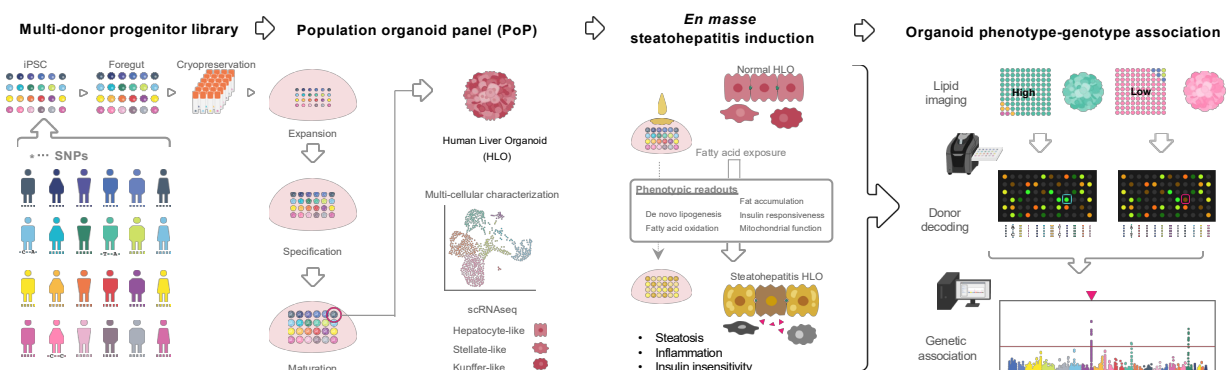 Multi-donor progenitor library
Population organoid panel (PoP)
En masse
steatohepatitis induction
Organoid phenotype-genotype association
iPSC
Foregut
Cryopreservation
SNPs
-C--A-
-T--A-
-C--C-
Expansion
Specification
Maturation
Human Liver Organoid
(HLO)
Multi-cellular characterization
scRNAseq
Hepatocyte-like
Stellate-like
Kupffer-like
Normal HLO
Fatty acid exposure
Phenotypic readouts
De novo lipogenesis
Fatty acid oxidation
Fat accumulation
Insulin responsiveness
Mitochondrial function
Steatohepatitis HLO
• Steatosis
• Inflammation
• Insulin insensitivity
Lipid
imaging
High
Low
Donor
decoding
Genetic
association